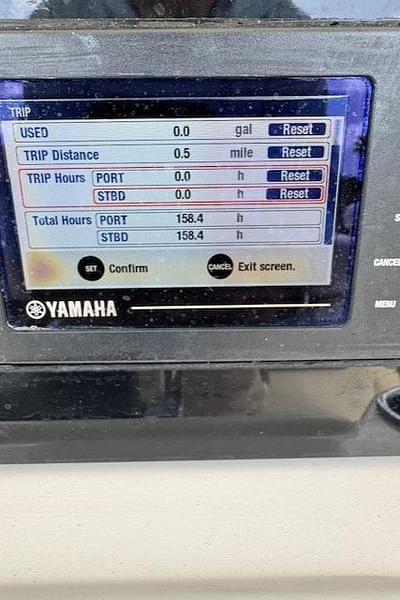 TRIP
USED 0.0 gal Reset
TRIP Distance 0.5 mile Reset
TRIP Hours PORT 0.0 h Reset
STBD 0.0 h Reset
Total Hours PORT 158.4 h
STBD 158.4 h
SET Confirm CANCEL Exit screen.
YAMAHA
S
CANCE
MENU